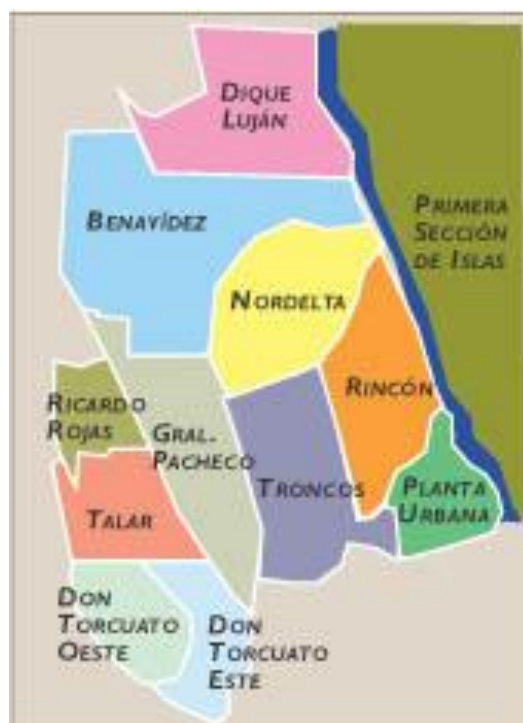 DIQUE
LUJÁN
BENAVÍDEZ
PRIMERA
SECCIÓN
DE ISLAS
NORDELTA
RINCÓN
RICARDO
ROJAS
GRAL.
PACHECO
TRONCOS
PLANTA
URBANA
TALAR
DON
TORCUATO
OESTE
DON
TORCUATO
ESTE